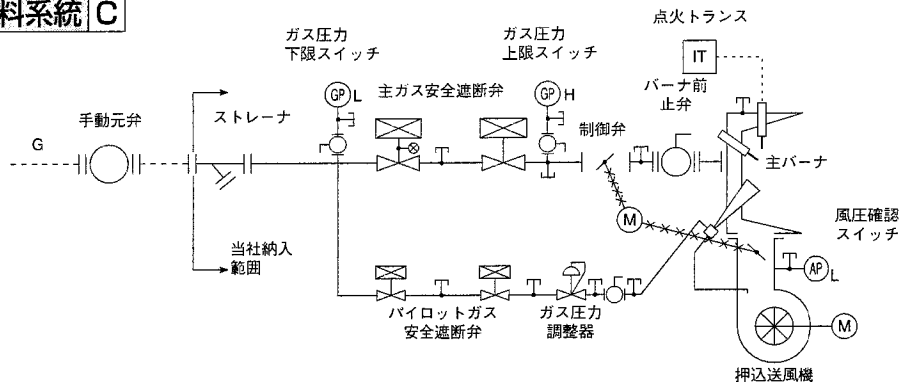 料系統 C
点火トランス
IT
ガス圧力
下限スイッチ
ガス圧力
上限スイッチ
バーナ前
止弁
GP L
主ガス安全遮断弁
GP H
手動元弁
ストレーナ
制御弁
G
主バーナ
M
風圧確認
スイッチ
当社納入
範囲
AP L
パイロットガス
安全遮断弁
ガス圧力
調整器
M
押込送風機